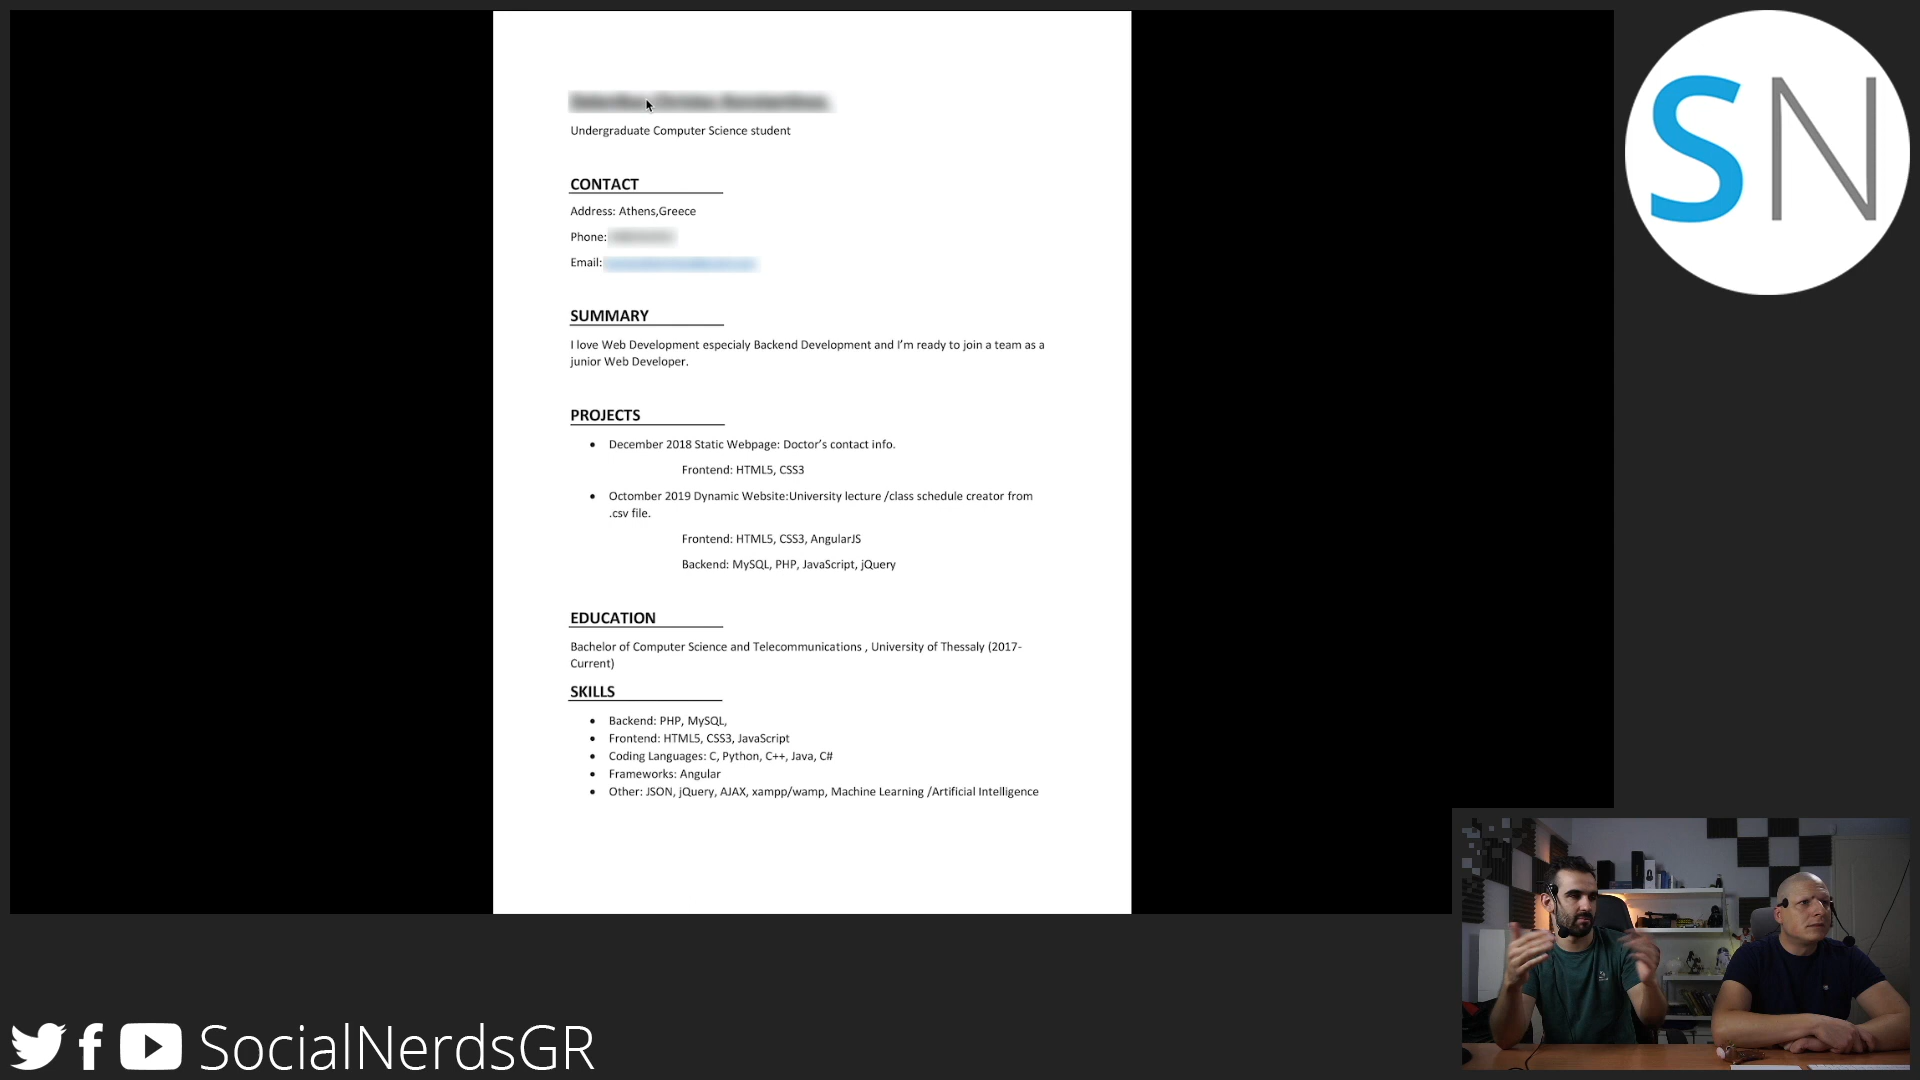 Undergraduate Computer Science student
CONTACT
Address: Athens,Greece
Phone:
Email:
SUMMARY
I love Web Development especialy Backend Development and I'm ready to join a team as a
junior Web Developer.
PROJECTS
• December 2018 Static Webpage: Doctor's contact info.
Frontend: HTML5, CSS3
• Octomber 2019 Dynamic Website:University lecture /class schedule creator from
.csv file.
Frontend: HTML5, CSS3, AngularJS
Backend: MySQL, PHP, JavaScript, jQuery
EDUCATION
Bachelor of Computer Science and Telecommunications , University of Thessaly (2017-
Current)
SKILLS
• Backend: PHP, MySQL,
• Frontend: HTML5, CSS3, JavaScript
• Coding Languages: C, Python, C++, Java, C#
• Frameworks: Angular
• Other: JSON, jQuery, AJAX, xampp/wamp, Machine Learning /Artificial Intelligence
SN
SocialNerdsGR